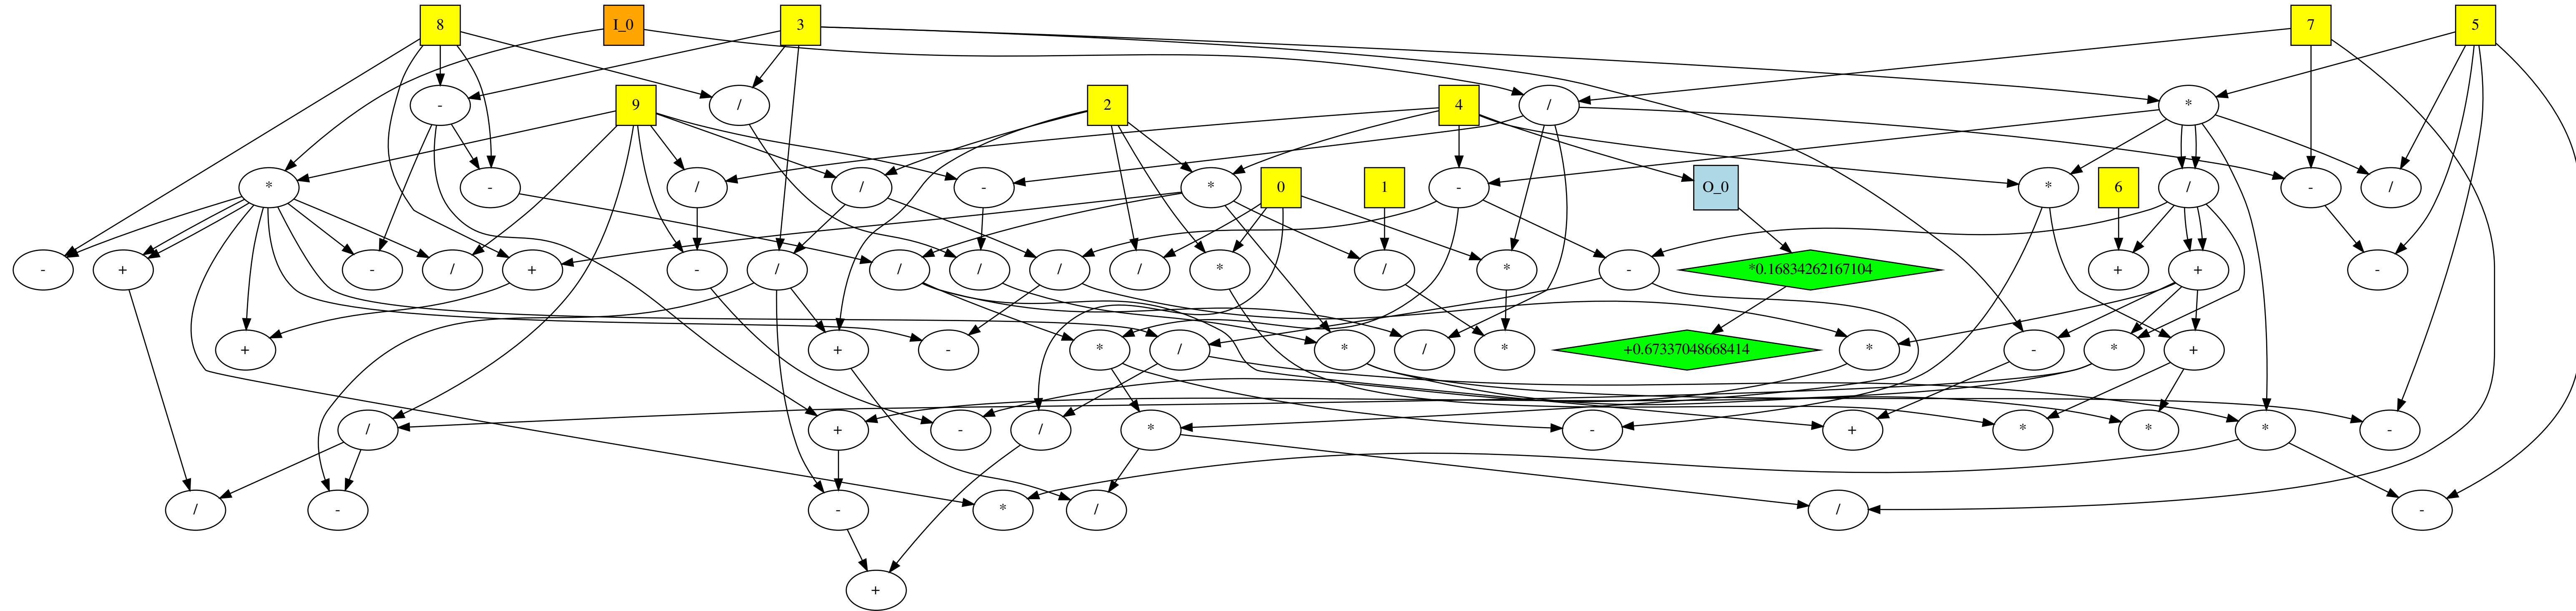 8 I_0 3 7 5
- 9 / 2 4 / *
* - / / - * 0 1 - O_0 * 6 / - /
- + - / + - / / / / / * / * - *0.16834262167104 + + -
+ - + * / * / * +0.67337048668414 * - * +
/ + - / * - + * * * -
/ - - * / / -
+